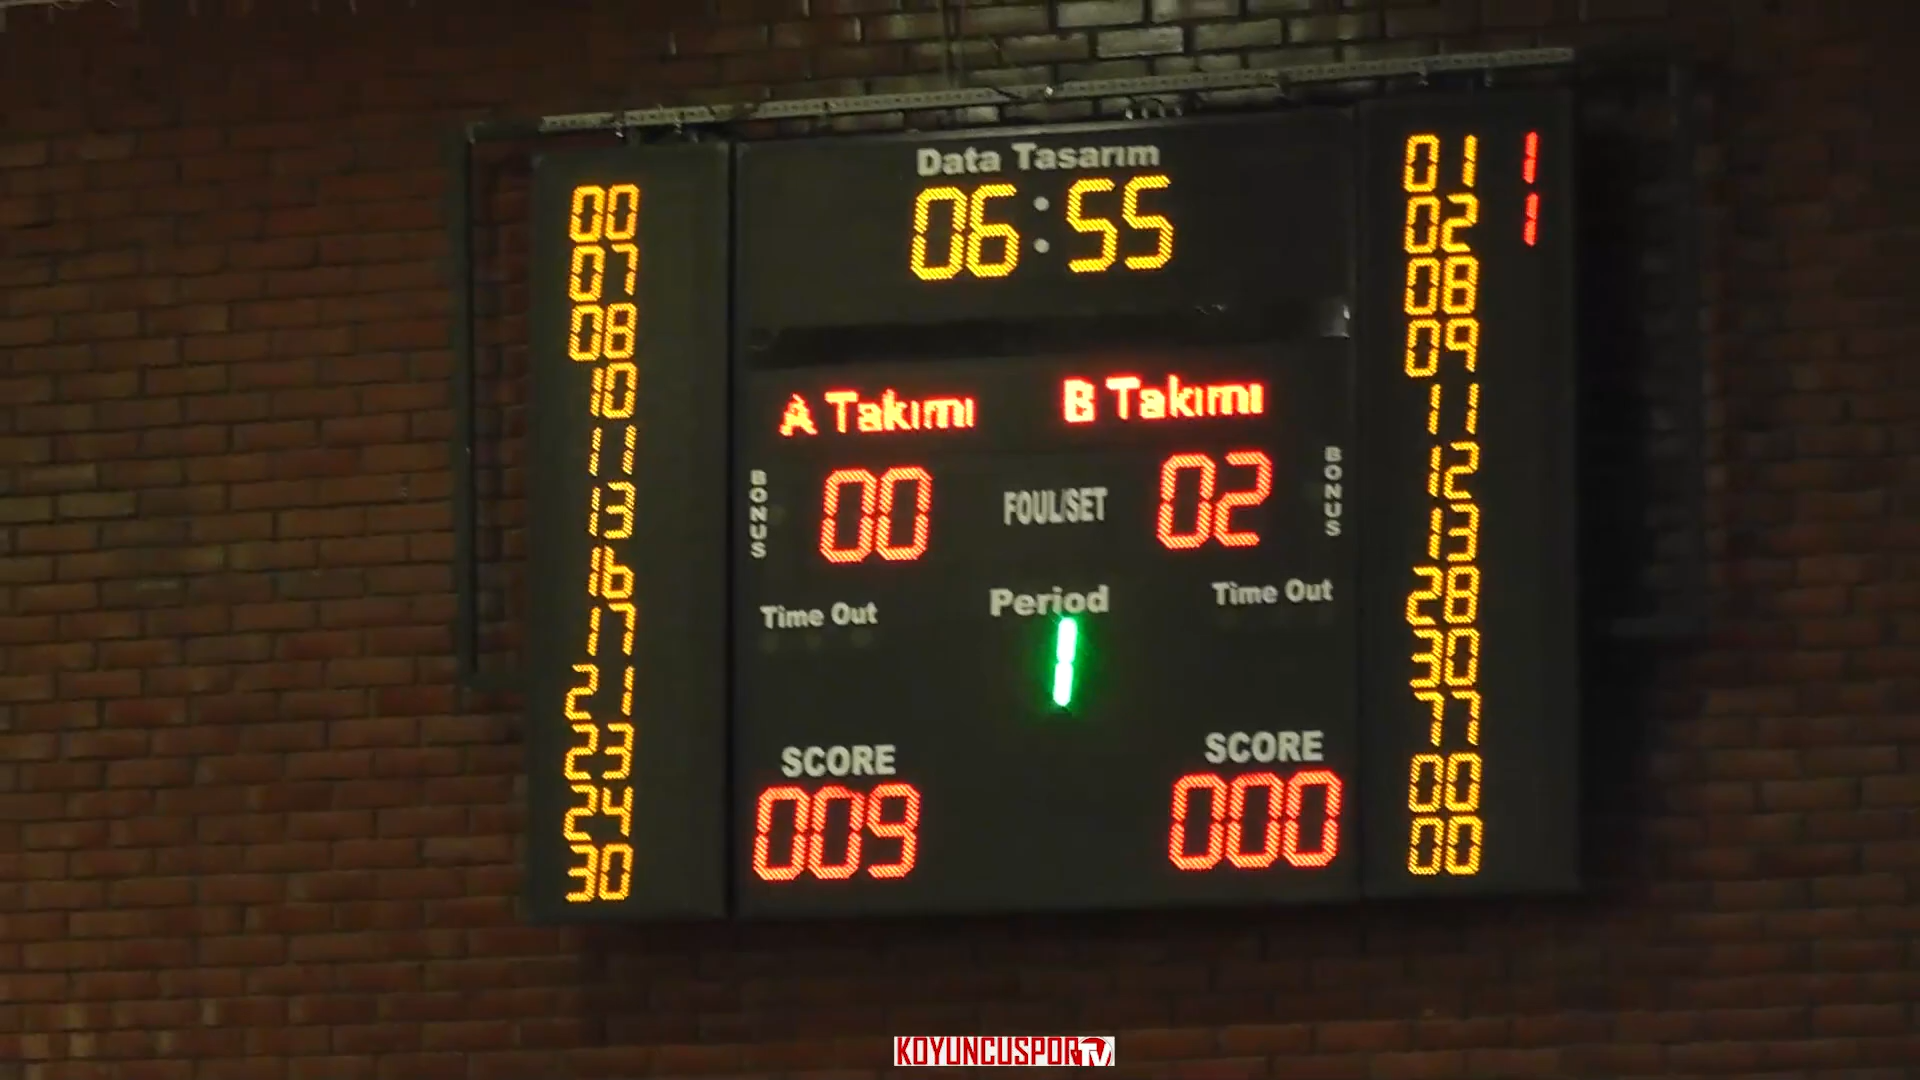 Data Tasarım
06:55
A Takımı
B Takımı
BONUS
00
FOUL/SET
02
BONUS
Time Out
Period
Time Out
1
SCORE
SCORE
009
000
00
07
08
10
11
13
16
17
21
23
24
30
01 1
02 1
08
09
11
12
13
28
30
77
00
00
KOYUNCUSPOR TV